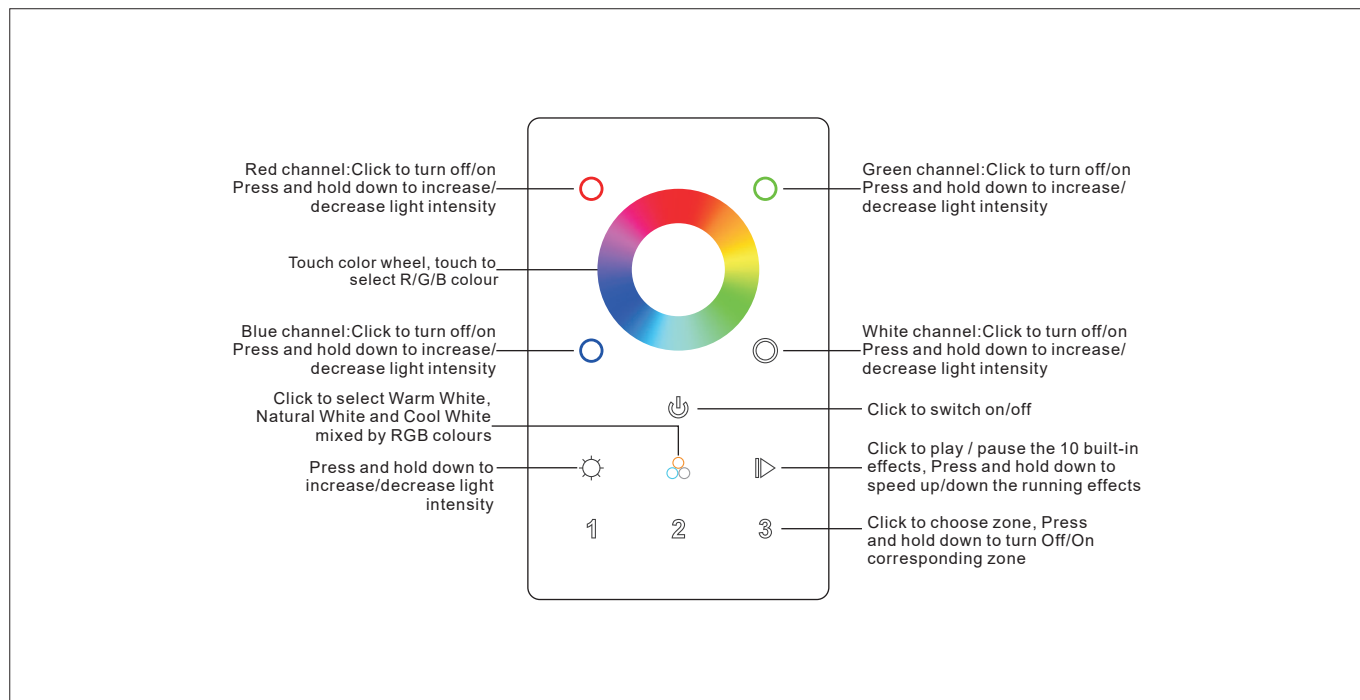 Red channel:Click to turn off/on
Press and hold down to increase/
decrease light intensity
Green channel:Click to turn off/on
Press and hold down to increase/
decrease light intensity
Touch color wheel, touch to
select R/G/B colour
Blue channel:Click to turn off/on
Press and hold down to increase/
decrease light intensity
White channel:Click to turn off/on
Press and hold down to increase/
decrease light intensity
Click to select Warm White,
Natural White and Cool White
mixed by RGB colours
Click to switch on/off
Press and hold down to
increase/decrease light
intensity
Click to play / pause the 10 built-in
effects, Press and hold down to
speed up/down the running effects
1 2 3
Click to choose zone, Press
and hold down to turn Off/On
corresponding zone